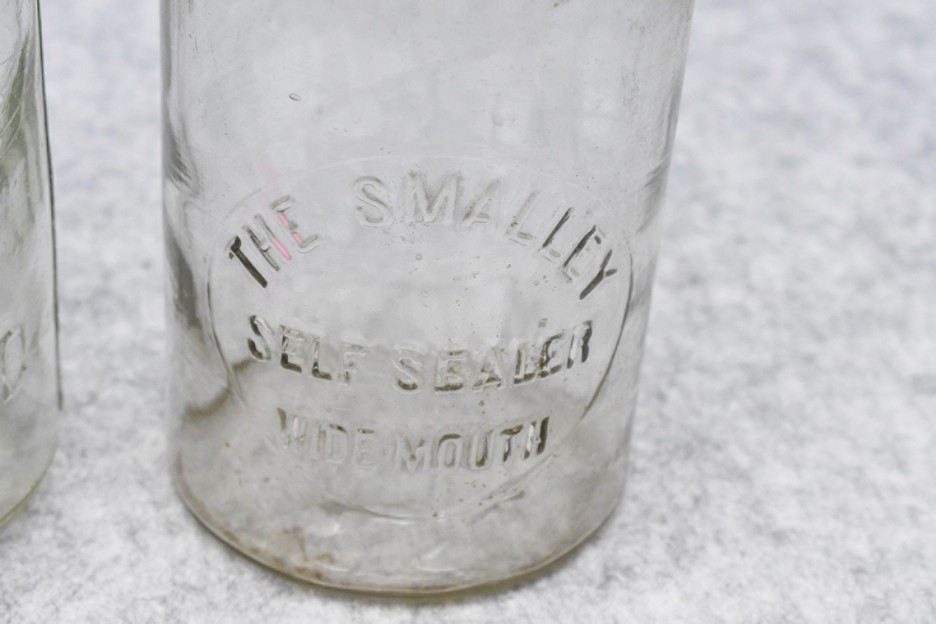 THE SMALLEY
SELF SEALER
WIDE MOUTH